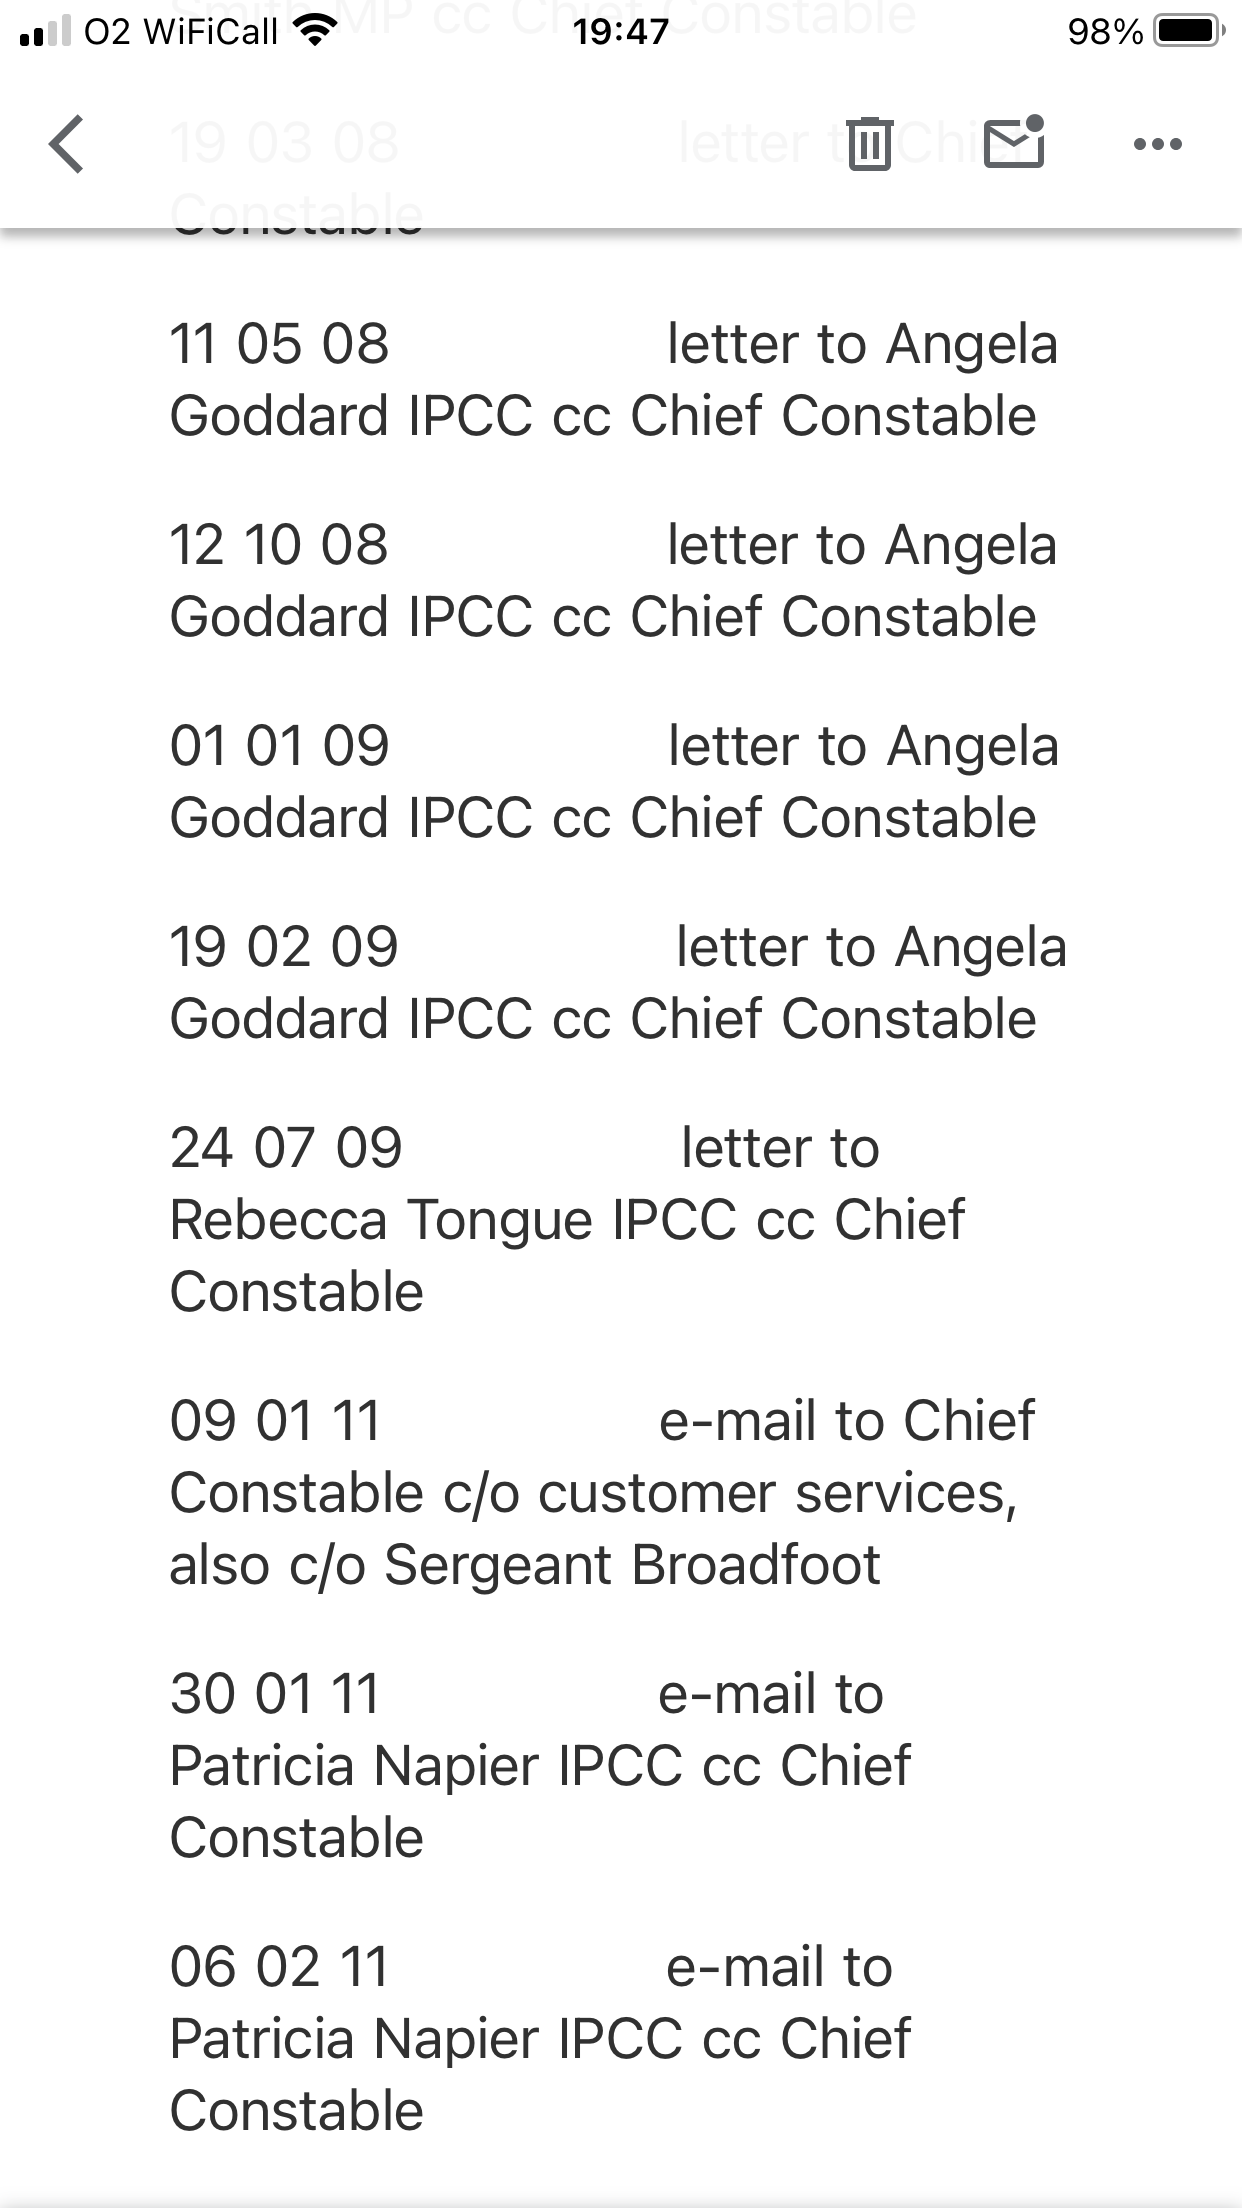 Smith MP cc Chief Constable
O2 WiFiCall 19:47 98%
19 03 08 letter to Chief
Constable
11 05 08 letter to Angela
Goddard IPCC cc Chief Constable
12 10 08 letter to Angela
Goddard IPCC cc Chief Constable
01 01 09 letter to Angela
Goddard IPCC cc Chief Constable
19 02 09 letter to Angela
Goddard IPCC cc Chief Constable
24 07 09 letter to
Rebecca Tongue IPCC cc Chief
Constable
09 01 11 e-mail to Chief
Constable c/o customer services,
also c/o Sergeant Broadfoot
30 01 11 e-mail to
Patricia Napier IPCC cc Chief
Constable
06 02 11 e-mail to
Patricia Napier IPCC cc Chief
Constable